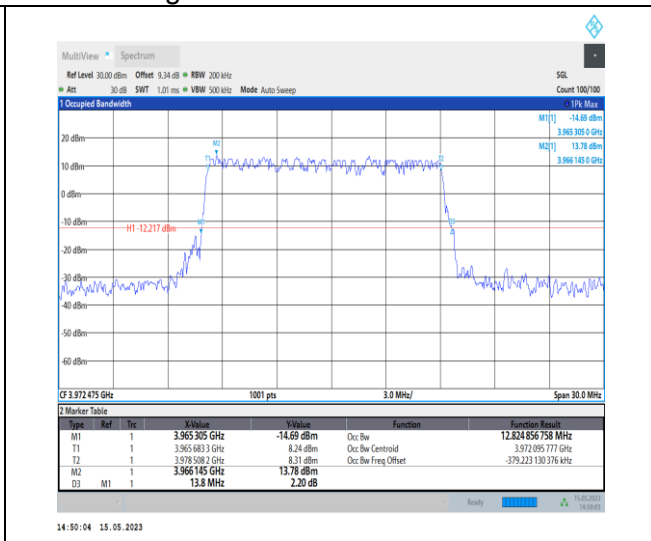 MultiView Spectrum
Ref Level 30.00 dBm Offset 9.34 dB RBW 200 kHz SGL
Att 30 dB SWT 1.01 ms VBW 500 kHz Mode Auto Sweep Count 100/100
1 Occupied Bandwidth 1Pk Max
M1[1] -14.69 dBm
3.965 305 0 GHz
M2[1] 13.78 dBm
3.966 145 0 GHz
20 dBm
M2
T1 T2
10 dBm
0 dBm
-10 dBm
H1 -12.217 dBm
M1 D3
-20 dBm
-30 dBm
-40 dBm
-50 dBm
-60 dBm
CF 3.972 475 GHz 1001 pts 3.0 MHz/ Span 30.0 MHz
2 Marker Table
Type Ref Trc X-Value Y-Value Function Function Result
M1 1 3.965 305 GHz -14.69 dBm Occ Bw 12.824 856 758 MHz
T1 1 3.965 683 3 GHz 8.24 dBm Occ Bw Centroid 3.972 095 777 GHz
T2 1 3.978 508 2 GHz 8.31 dBm Occ Bw Freq Offset -379.223 130 376 kHz
M2 1 3.966 145 GHz 13.78 dBm
D3 M1 1 13.8 MHz 2.20 dB
Ready 15.05.2023
14:50:03
14:50:04 15.05.2023